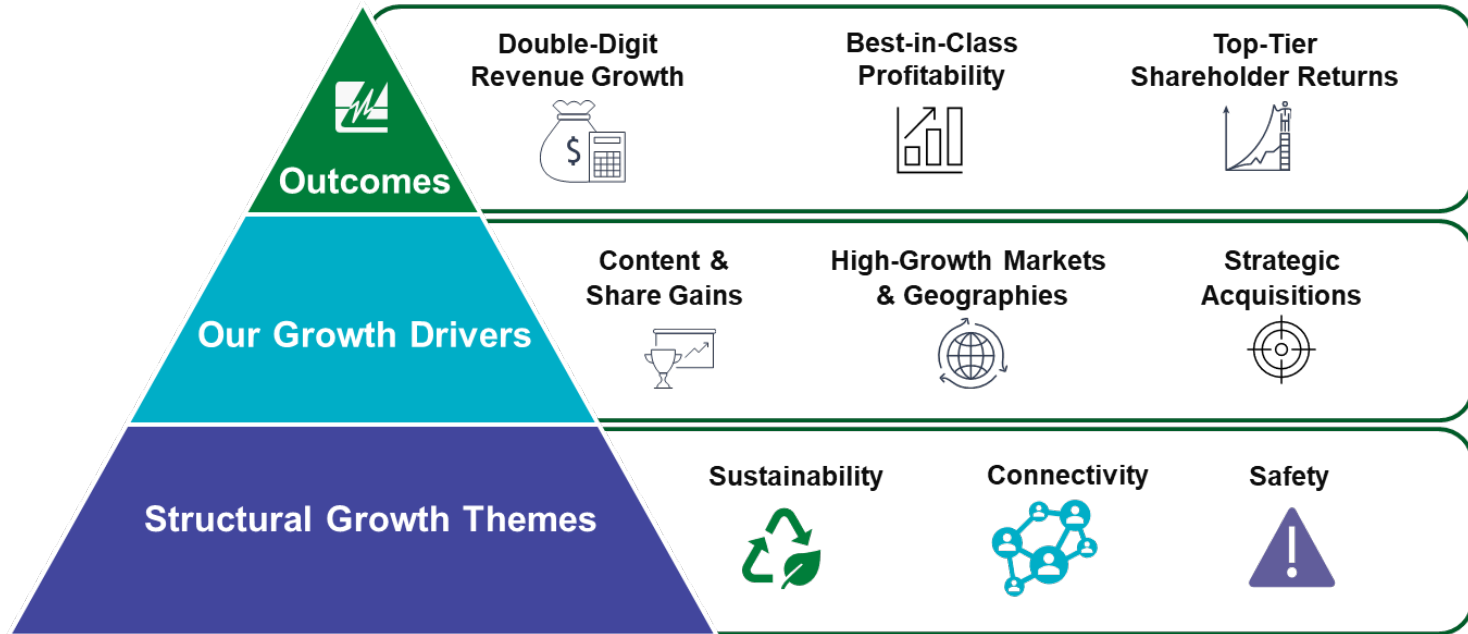 Double-Digit
Revenue Growth
Best-in-Class
Profitability
Top-Tier
Shareholder Returns
$
Outcomes
Content &
Share Gains
High-Growth Markets
& Geographies
Strategic
Acquisitions
Our Growth Drivers
Sustainability
Connectivity
Safety
Structural Growth Themes
!